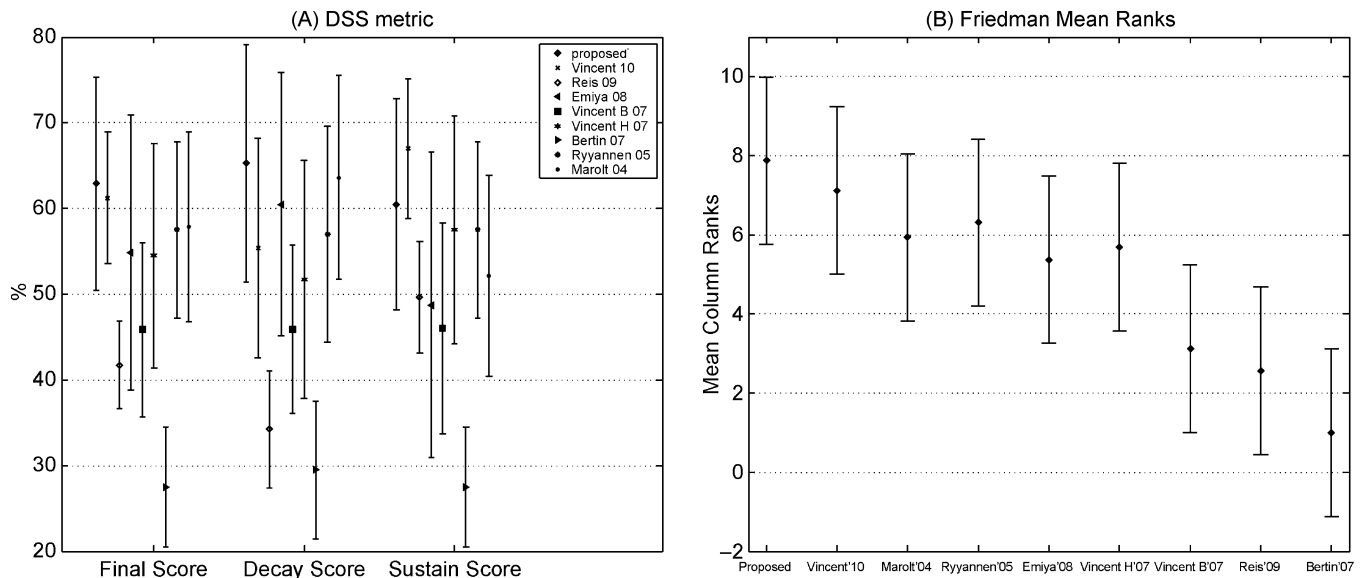 (A) DSS metric
80
70
60
50
40
30
20
%
proposed
Vincent 10
Reis 09
Emiya 08
Vincent B 07
Vincent H 07
Bertin 07
Ryyannen 05
Marolt 04
Final Score
Decay Score
Sustain Score
(B) Friedman Mean Ranks
Mean Column Ranks
10
8
6
4
2
0
−2
Proposed
Vincent'10
Marolt'04
Ryyannen'05
Emiya'08
Vincent H'07
Vincent B'07
Reis'09
Bertin'07